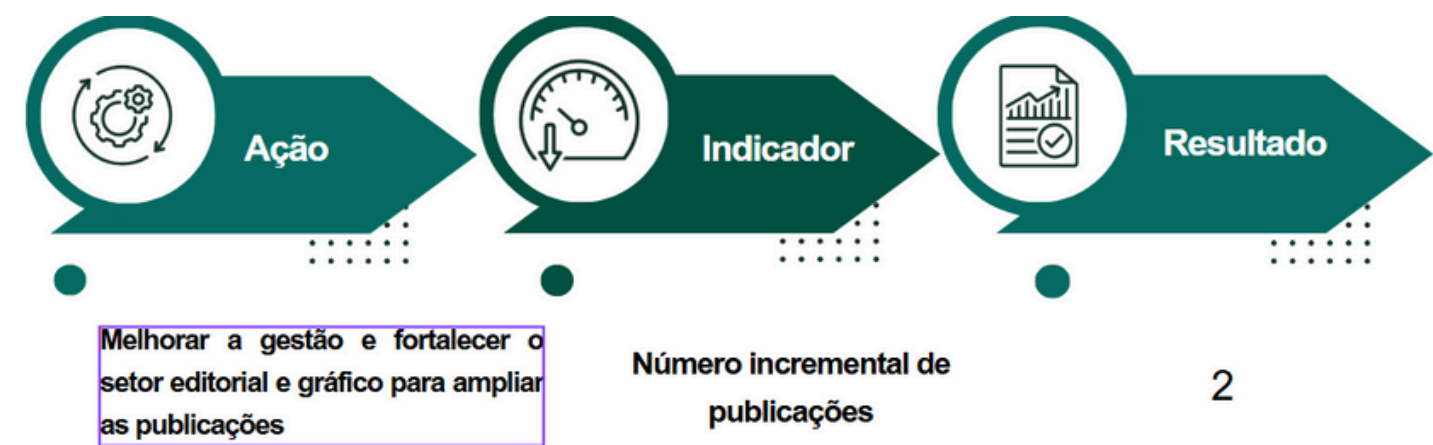 Ação
Indicador
Resultado
Melhorar a gestão e fortalecer o
setor editorial e gráfico para ampliar
as publicações
Número incremental de
publicações
2